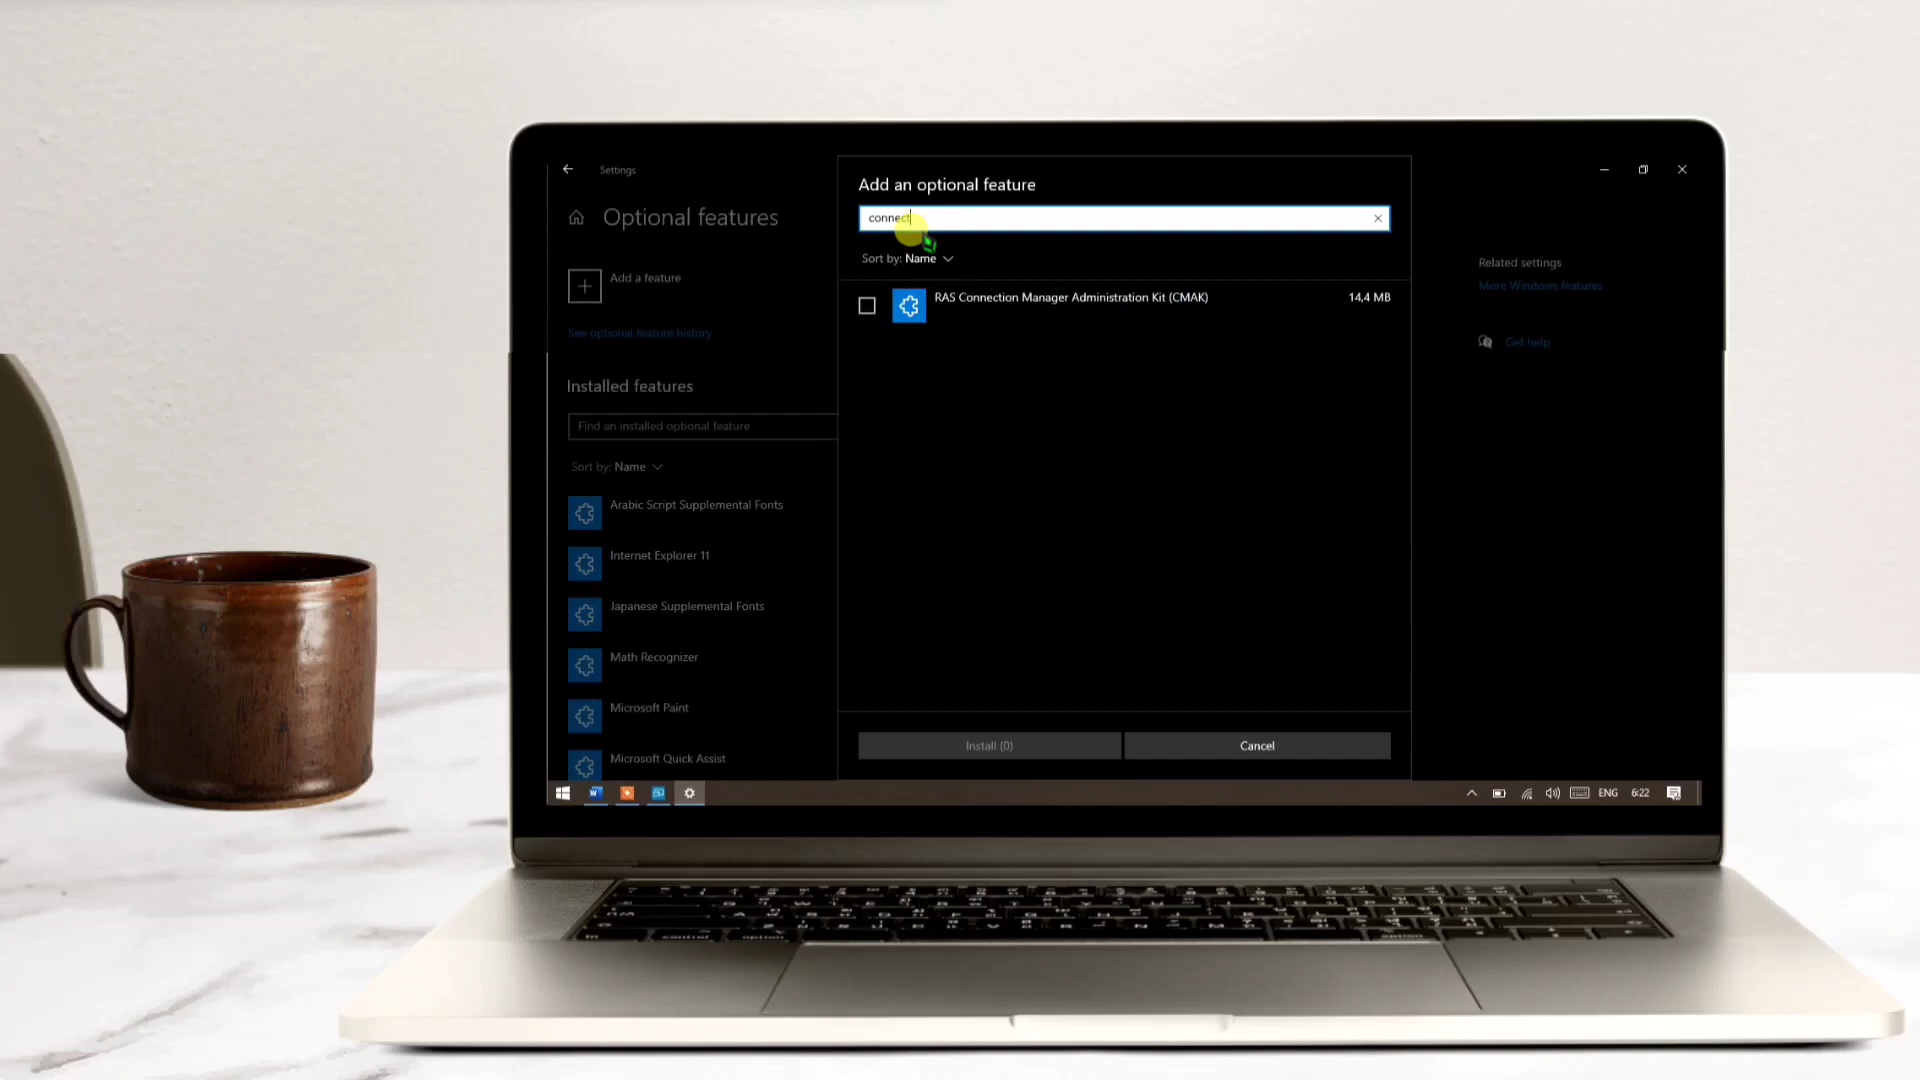 Settings
Optional features
Add a feature
See optional feature history
Installed features
Find an installed optional feature
Sort by: Name
Arabic Script Supplemental Fonts
Internet Explorer 11
Japanese Supplemental Fonts
Math Recognizer
Microsoft Paint
Microsoft Quick Assist
Add an optional feature
connect
Sort by: Name
RAS Connection Manager Administration Kit (CMAK)
14,4 MB
Install (0)
Cancel
Related settings
More Windows features
Get help
ENG
6:22
control
option